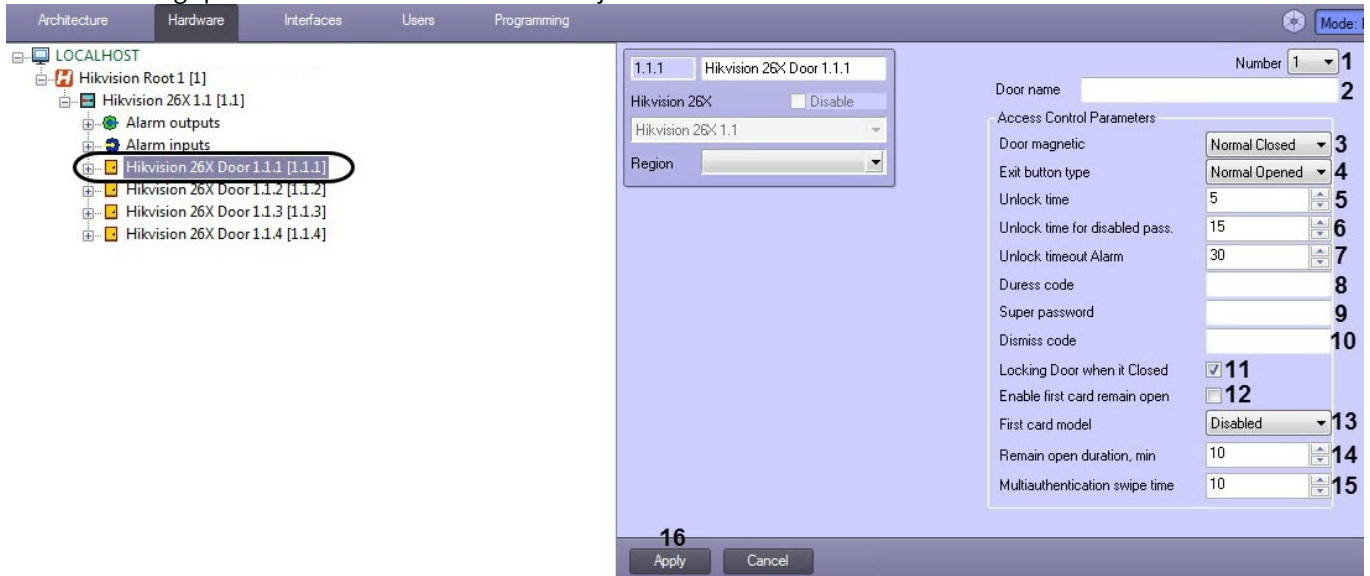 Architecture Hardware Interfaces Users Programming Mode:
LOCALHOST
Hikvision Root 1 [1]
Hikvision 26X 1.1 [1.1]
Alarm outputs
Alarm inputs
Hikvision 26X Door 1.1.1 [1.1.1]
Hikvision 26X Door 1.1.2 [1.1.2]
Hikvision 26X Door 1.1.3 [1.1.3]
Hikvision 26X Door 1.1.4 [1.1.4]
1.1.1 Hikvision 26X Door 1.1.1
Hikvision 26X Disable
Hikvision 26X 1.1
Region
Number 1 1
Door name 2
Access Control Parameters
Door magnetic Normal Closed 3
Exit button type Normal Opened 4
Unlock time 5 5
Unlock time for disabled pass. 15 6
Unlock timeout Alarm 30 7
Duress code 8
Super password 9
Dismiss code 10
Locking Door when it Closed 11
Enable first card remain open 12
First card model Disabled 13
Remain open duration, min 10 14
Multiauthentication swipe time 10 15
16
Apply Cancel